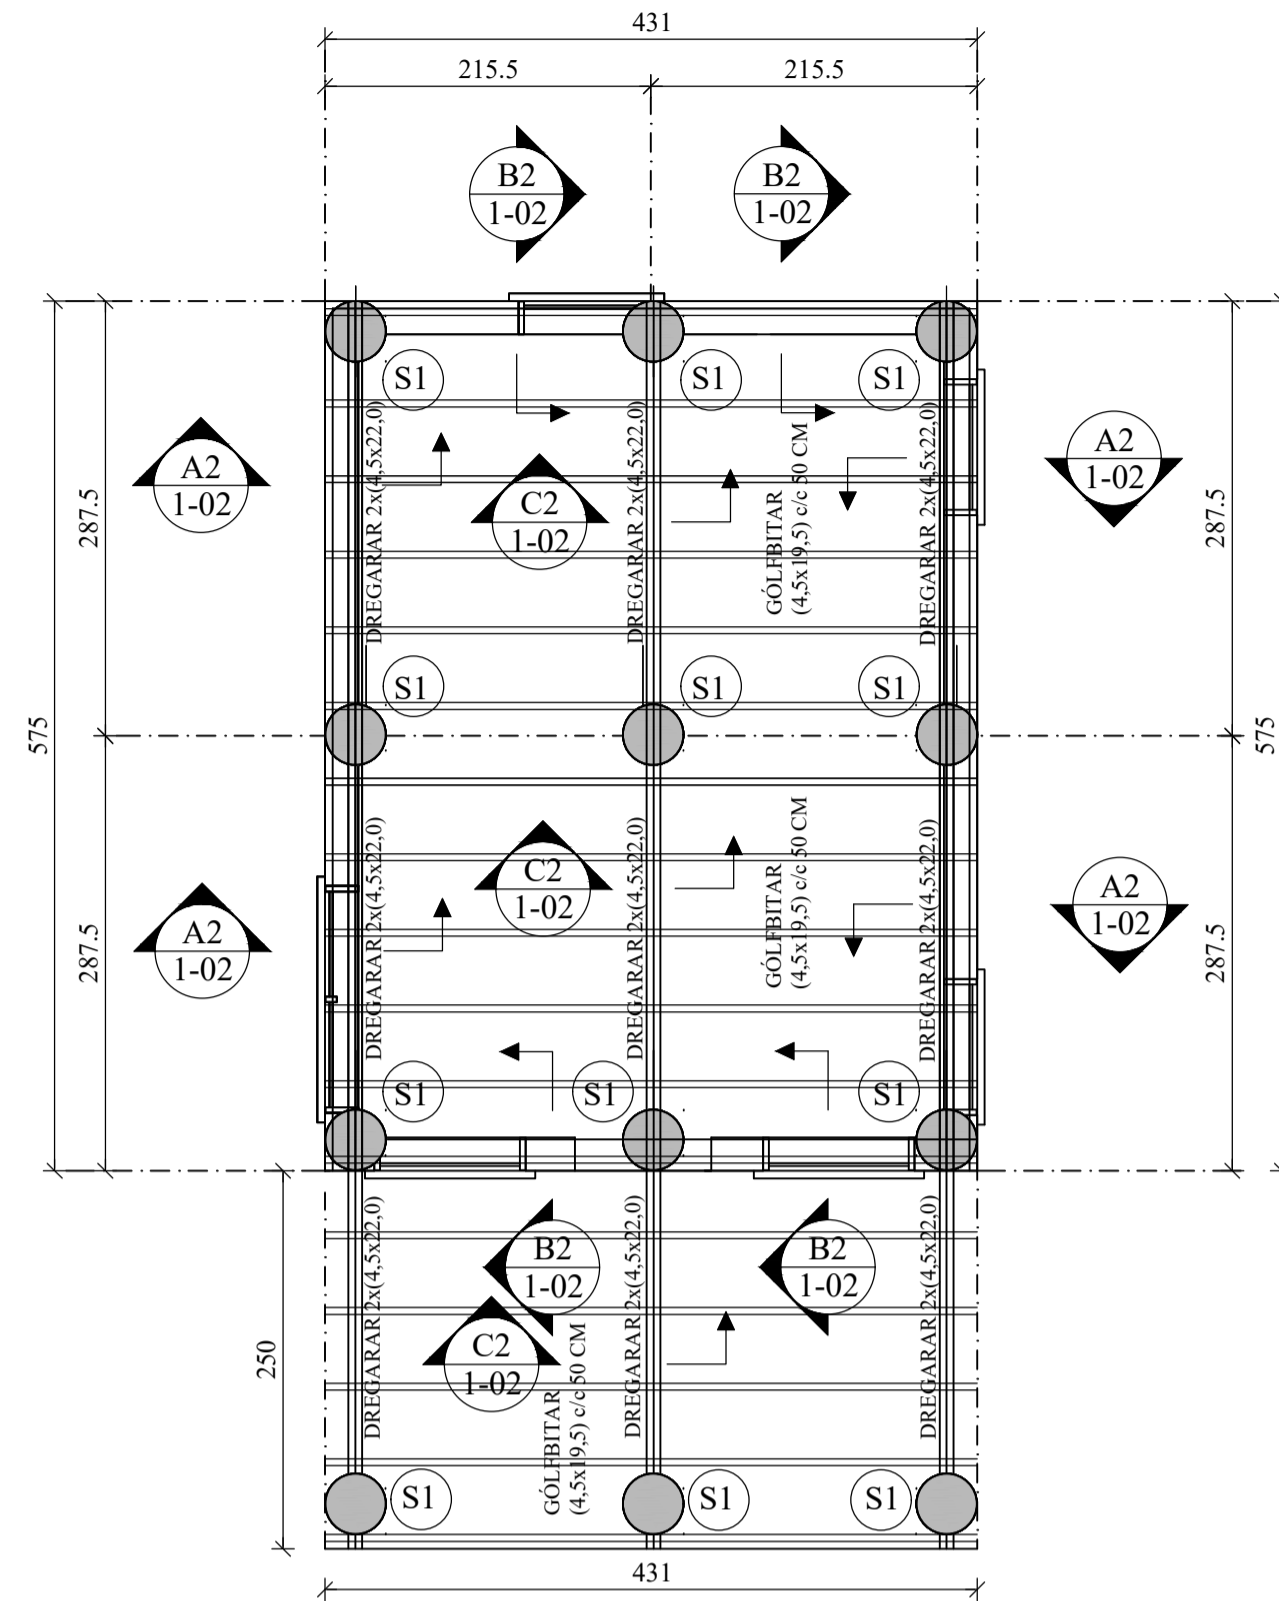 431
215.5
215.5
B2
1-02
B2
1-02
S1
S1
S1
A2
1-02
A2
1-02
C2
1-02
DREGARAR 2x(4,5x22,0)
DREGARAR 2x(4,5x22,0)
DREGARAR 2x(4,5x22,0)
GÓLFBITAR
(4,5x19,5) c/c 50 CM
287.5
287.5
S1
S1
S1
575
575
C2
1-02
A2
1-02
A2
1-02
DREGARAR 2x(4,5x22,0)
DREGARAR 2x(4,5x22,0)
DREGARAR 2x(4,5x22,0)
GÓLFBITAR
(4,5x19,5) c/c 50 CM
287.5
287.5
S1
S1
S1
B2
1-02
B2
1-02
C2
1-02
DREGARAR 2x(4,5x22,0)
DREGARAR 2x(4,5x22,0)
DREGARAR 2x(4,5x22,0)
GÓLFBITAR
(4,5x19,5) c/c 50 CM
250
S1
S1
S1
431